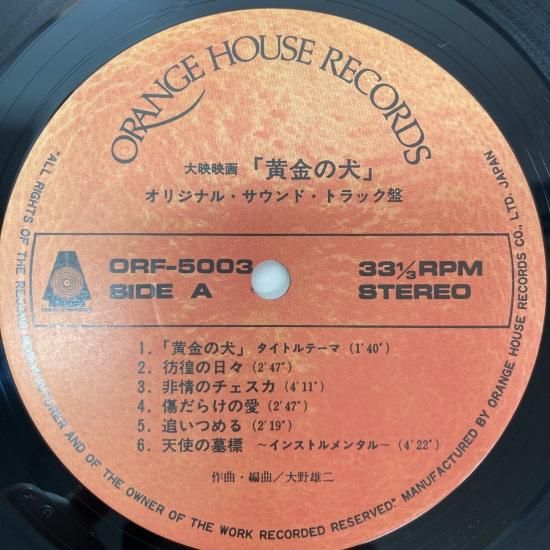 ORANGE HOUSE RECORDS
大映映画 「黄金の犬」
オリジナル・サウンド・トラック盤
ORF-5003
SIDE A
33 1/3 RPM
STEREO
1. 「黄金の犬」 タイトルテーマ (1'40")
2. 彷徨の日々 (2'47")
3. 非情のチェスカ (4'11")
4. 傷だらけの愛 (2'47")
5. 追いつめる (2'19")
6. 天使の墓標 〜インストルメンタル〜 (4'22")
作曲・編曲/大野雄二
"ALL RIGHTS OF THE RECORD MANUFACTURER AND OF THE OWNER OF THE WORK RECORDED RESERVED." MANUFACTURED BY ORANGE HOUSE RECORDS CO., LTD. JAPAN